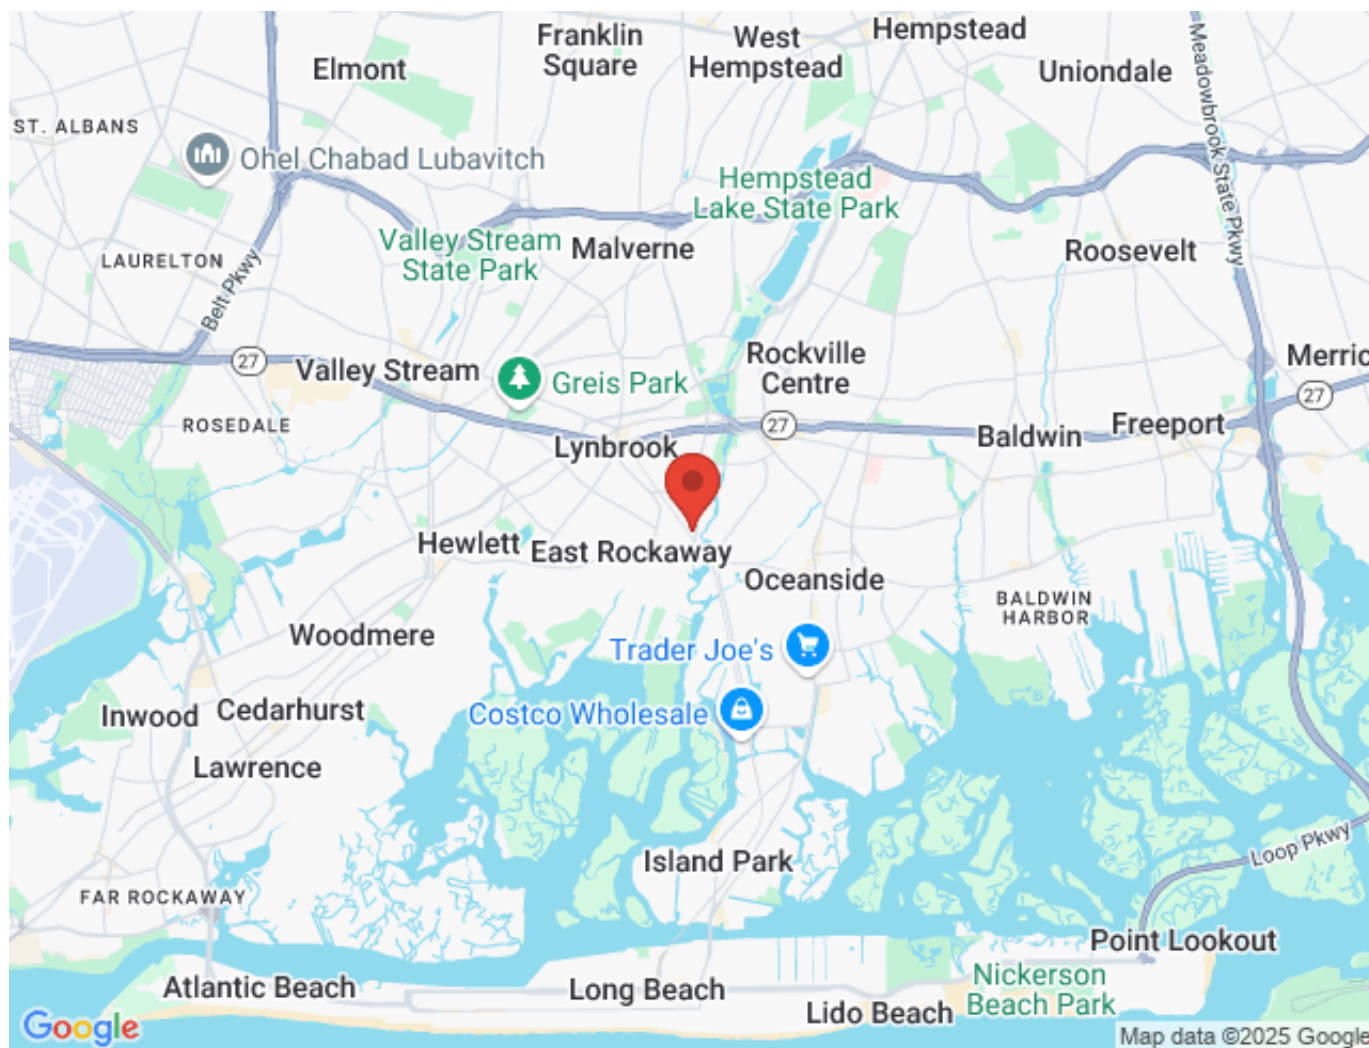 Franklin
Square
West
Hempstead
Hempstead
Elmont
Uniondale
Meadowbrook State Pkwy
ST. ALBANS
Ohel Chabad Lubavitch
Hempstead
Lake State Park
Valley Stream
State Park
Malverne
Roosevelt
LAURELTON
Belt Pkwy
27
Valley Stream
Greis Park
Rockville
Centre
Merric
27
ROSEDALE
Lynbrook
27
Baldwin
Freeport
Hewlett
East Rockaway
Oceanside
BALDWIN
HARBOR
Woodmere
Trader Joe's
Inwood
Cedarhurst
Costco Wholesale
Lawrence
Island Park
Loop Pkwy
FAR ROCKAWAY
Point Lookout
Atlantic Beach
Long Beach
Nickerson
Beach Park
Lido Beach
Google
Map data ©2025 Google